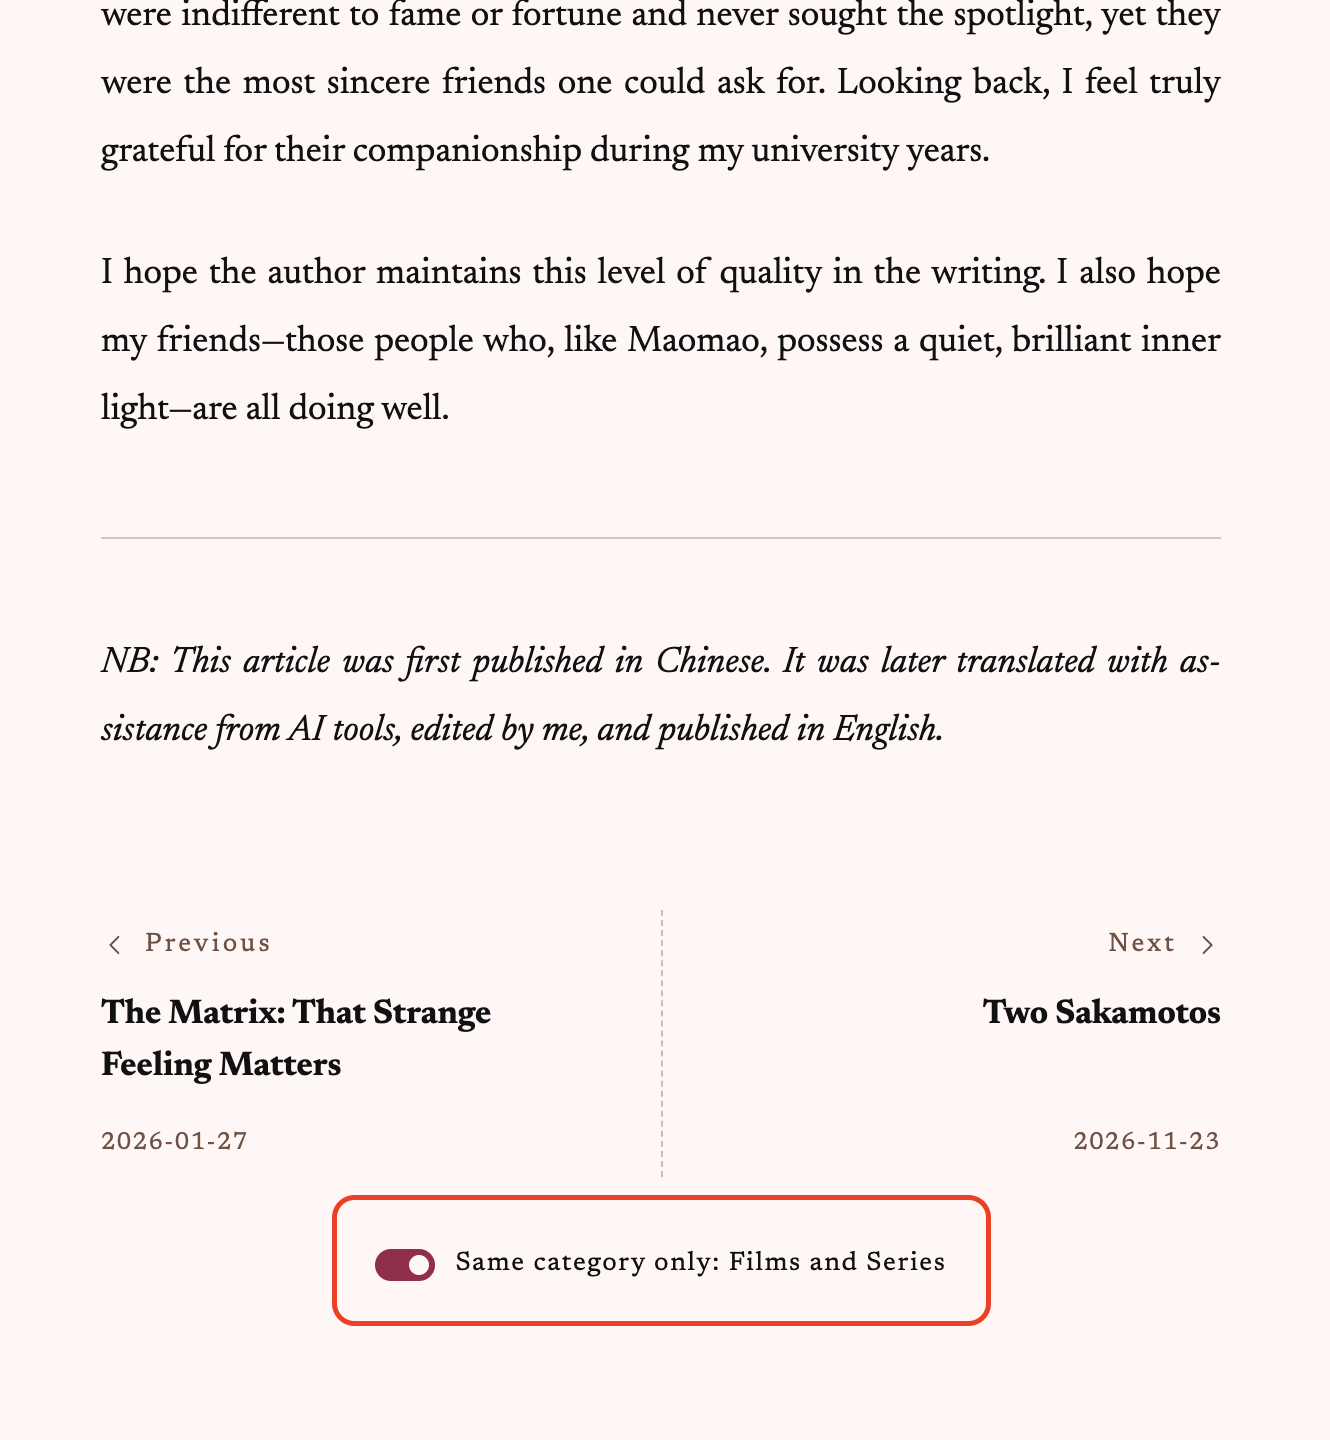 were indifferent to fame or fortune and never sought the spotlight, yet they
were the most sincere friends one could ask for. Looking back, I feel truly
grateful for their companionship during my university years.
I hope the author maintains this level of quality in the writing. I also hope
my friends—those people who, like Maomao, possess a quiet, brilliant inner
light—are all doing well.
NB: This article was first published in Chinese. It was later translated with as-
sistance from AI tools, edited by me, and published in English.
Previous
The Matrix: That Strange
Feeling Matters
2026-01-27
Next
Two Sakamotos
2026-11-23
Same category only: Films and Series